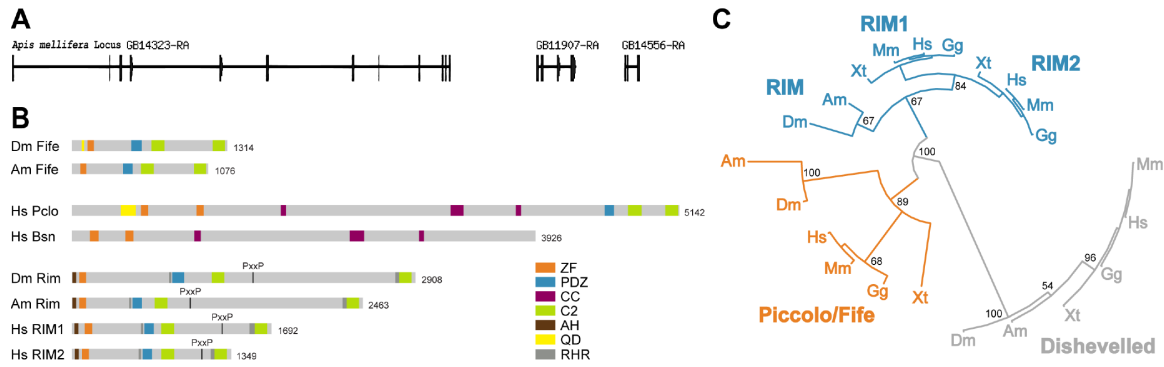 A
Apis mellifera Locus GB14323-RA
GB11907-RA
GB14556-RA
B
Dm Fife 1314
Am Fife 1076
Hs Pclo 5142
Hs Bsn 3926
PxxP
Dm Rim 2908
PxxP
Am Rim 2463
PxxP
Hs RIM1 1692
PxxP
Hs RIM2 1349
ZF
PDZ
CC
C2
AH
QD
RHR
C
RIM1
Mm Hs Gg
Xt
RIM2
Xt Hs
Mm
Gg
84
RIM
Am
Dm
67
67
100
Am
100
Dm
89
Hs
Mm
68
Gg
Xt
Piccolo/Fife
Mm
Hs
96
Gg
54
Xt
100
Dm
Am
Dishevelled